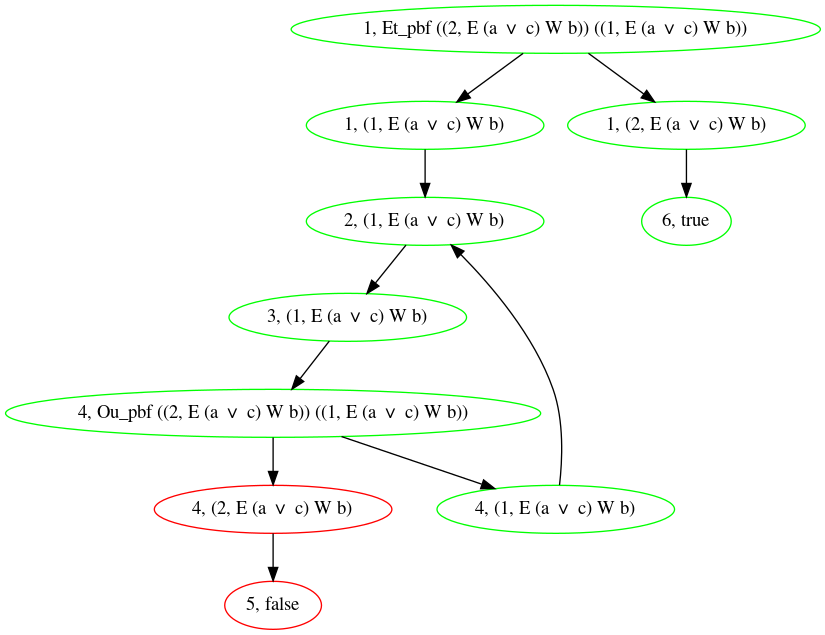 1, Et_pbf ((2, E (a ∨ c) W b)) ((1, E (a ∨ c) W b))
1, (1, E (a ∨ c) W b)
1, (2, E (a ∨ c) W b)
2, (1, E (a ∨ c) W b)
6, true
3, (1, E (a ∨ c) W b)
4, Ou_pbf ((2, E (a ∨ c) W b)) ((1, E (a ∨ c) W b))
4, (2, E (a ∨ c) W b)
4, (1, E (a ∨ c) W b)
5, false